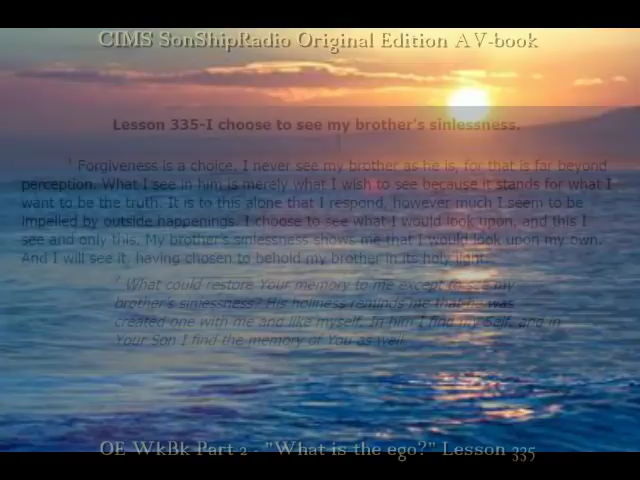 CIMS SonShipRadio Original Edition AV-book
Lesson 335-I choose to see my brother's sinlessness.
1 Forgiveness is a choice. I never see my brother as he is, for that is far beyond
perception. What I see in him is merely what I wish to see because it stands for what I
want to be the truth. It is to this alone that I respond, however much I seem to be
impelled by outside happenings. I choose to see what I would look upon, and this I
see and only this. My brother's sinlessness shows me that I would look upon my own.
And I will see it, having chosen to behold my brother in its holy light.
2 What could restore Your memory to me except to see my
brother's sinlessness? His holiness reminds me that he was
created one with me and like myself. In him I find my Self, and in
Your Son I find the memory of You as well.
OE WkBk Part 2 - "What is the ego?" Lesson 335